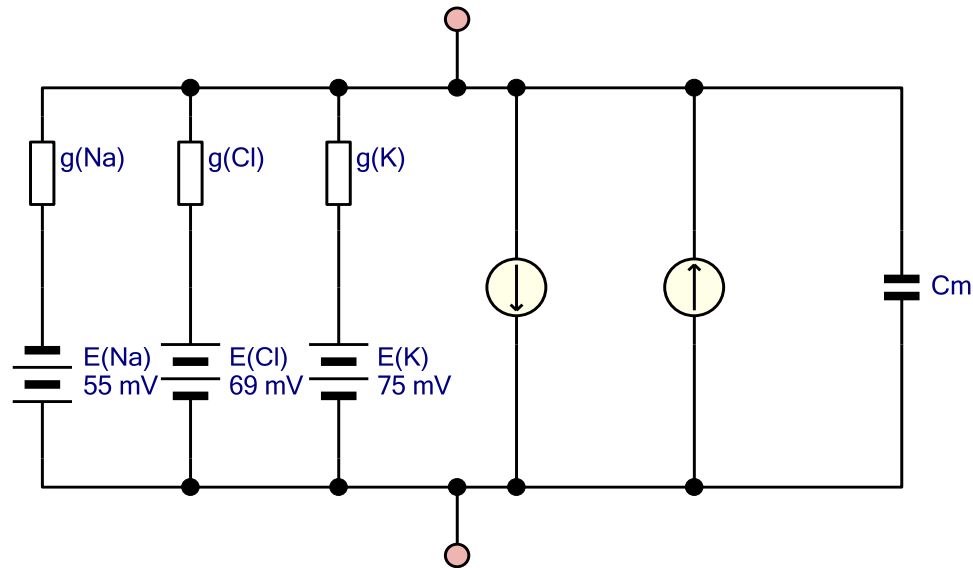 g(Na)
g(Cl)
g(K)
E(Na)
55 mV
E(Cl)
69 mV
E(K)
75 mV
Cm